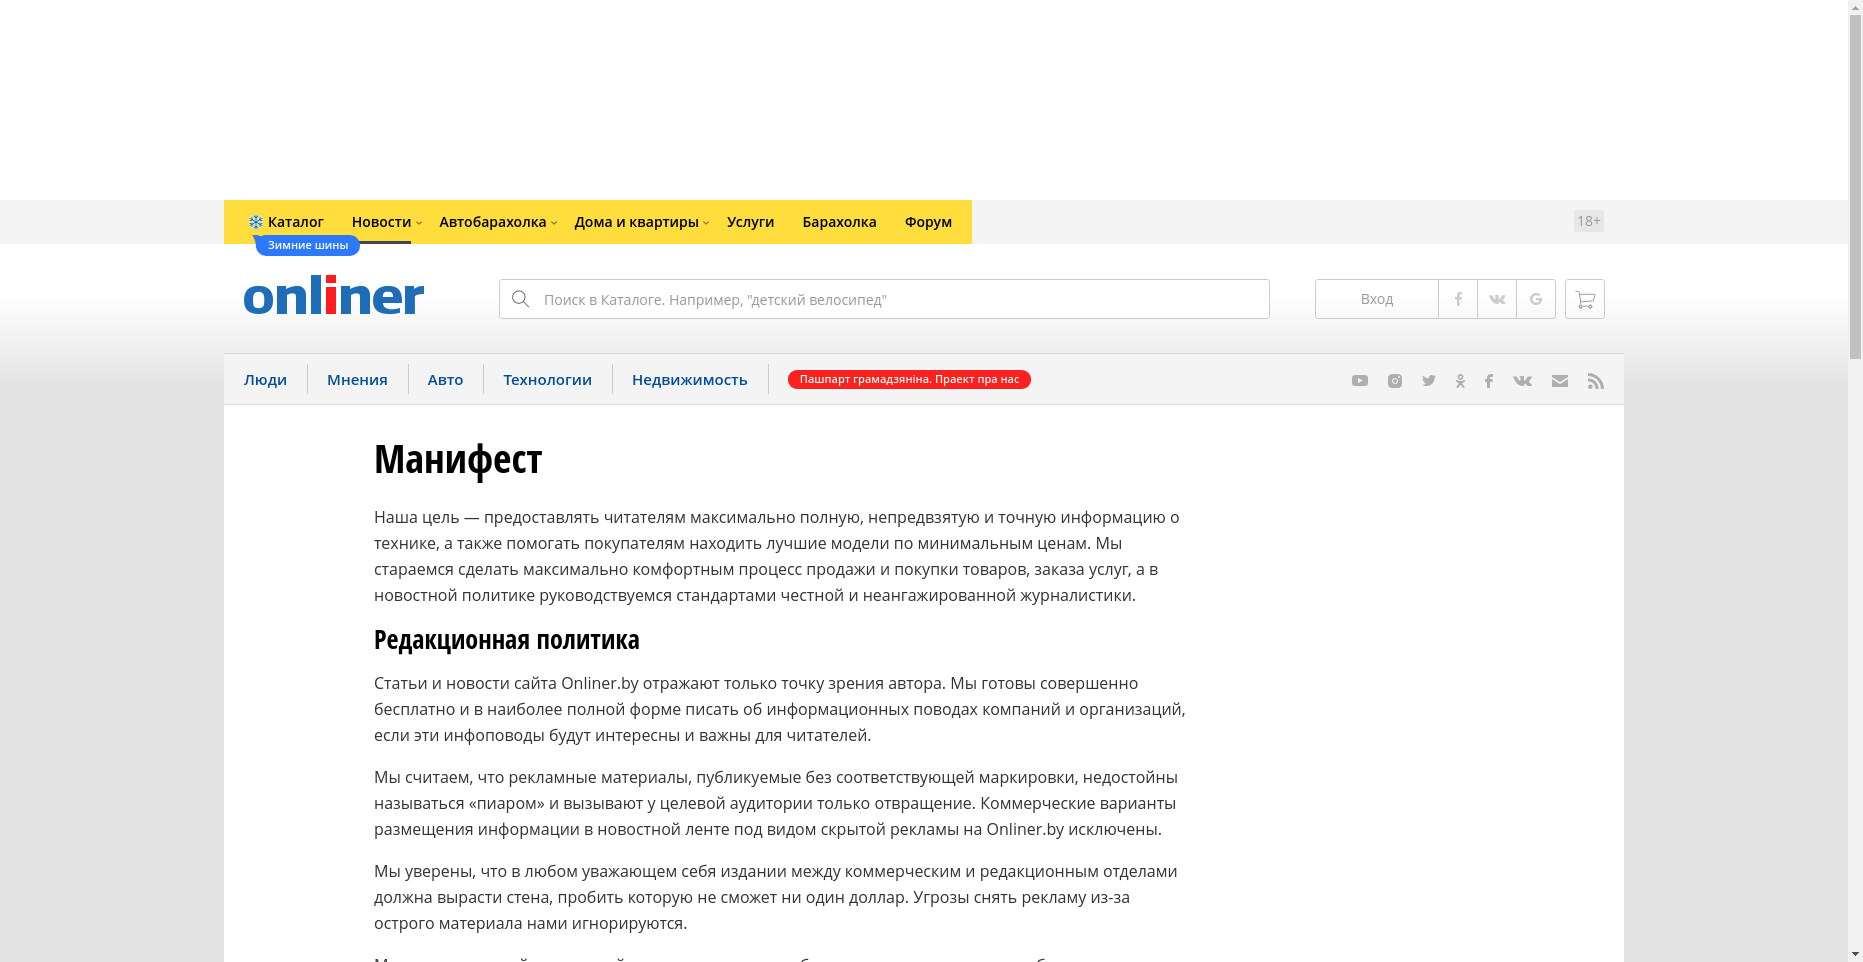 Каталог Новости Автобарахолка Дома и квартиры Услуги Барахолка Форум 18+
Зимние шины
onliner
Поиск в Каталоге. Например, "детский велосипед"
Вход
Люди Мнения Авто Технологии Недвижимость Пашпарт грамадзяніна. Праект пра нас
Манифест
Наша цель — предоставлять читателям максимально полную, непредвзятую и точную информацию о
технике, а также помогать покупателям находить лучшие модели по минимальным ценам. Мы
стараемся сделать максимально комфортным процесс продажи и покупки товаров, заказа услуг, а в
новостной политике руководствуемся стандартами честной и неангажированной журналистики.
Редакционная политика
Статьи и новости сайта Onliner.by отражают только точку зрения автора. Мы готовы совершенно
бесплатно и в наиболее полной форме писать об информационных поводах компаний и организаций,
если эти инфоповоды будут интересны и важны для читателей.
Мы считаем, что рекламные материалы, публикуемые без соответствующей маркировки, недостойны
называться «пиаром» и вызывают у целевой аудитории только отвращение. Коммерческие варианты
размещения информации в новостной ленте под видом скрытой рекламы на Onliner.by исключены.
Мы уверены, что в любом уважающем себя издании между коммерческим и редакционным отделами
должна вырасти стена, пробить которую не сможет ни один доллар. Угрозы снять рекламу из-за
острого материала нами игнорируются.